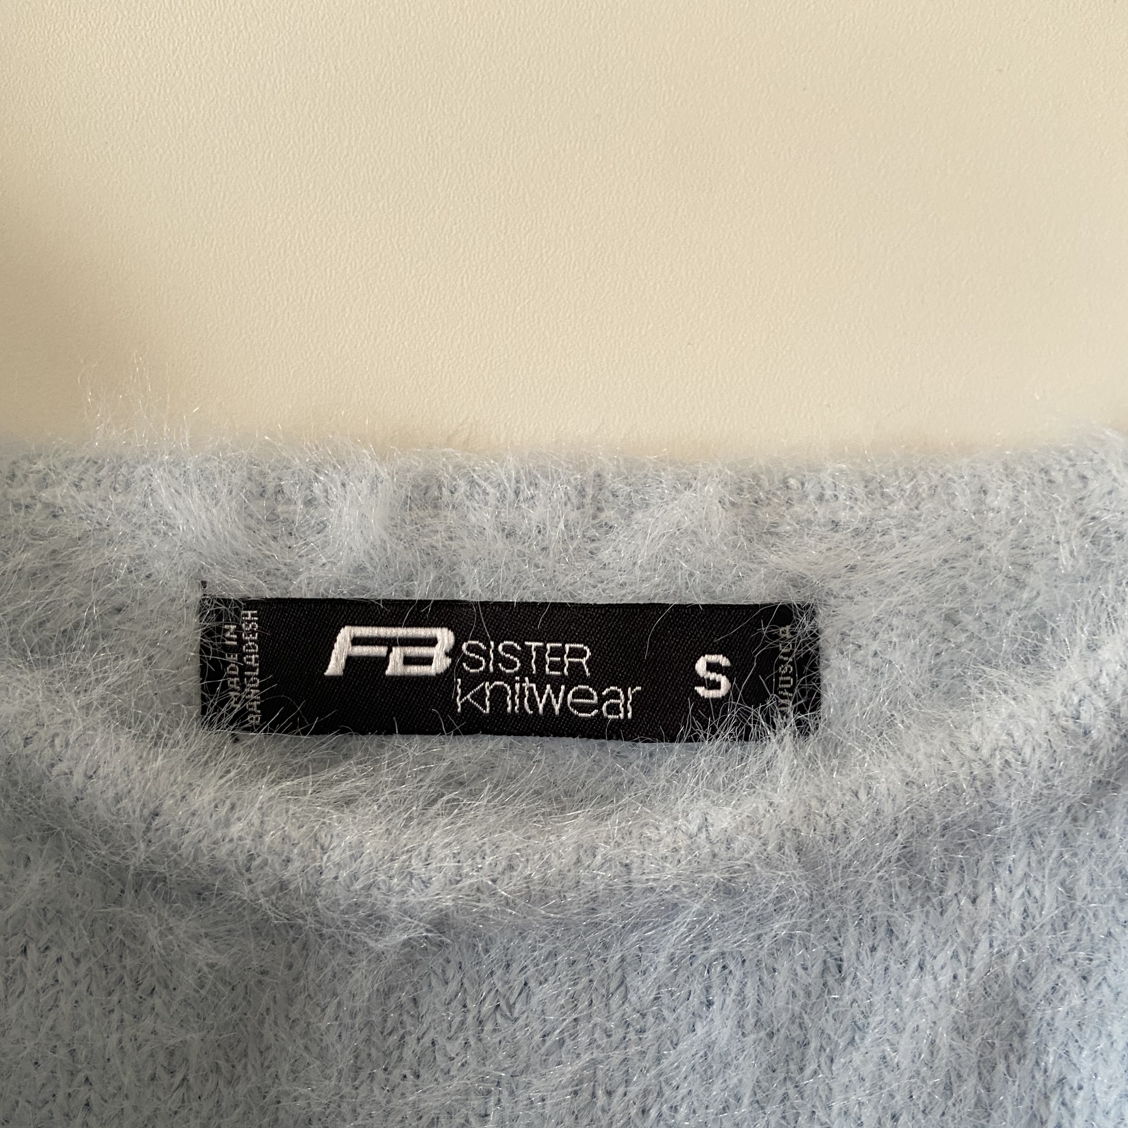 MADE IN
BANGLADESH
FB SISTER
knitwear
S